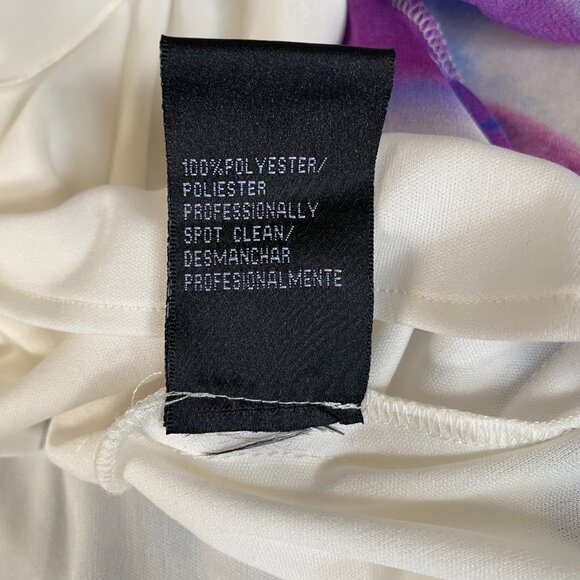 100%POLYESTER/
POLIESTER
PROFESSIONALLY
SPOT CLEAN/
DESMANCHAR
PROFESIONALMENTE